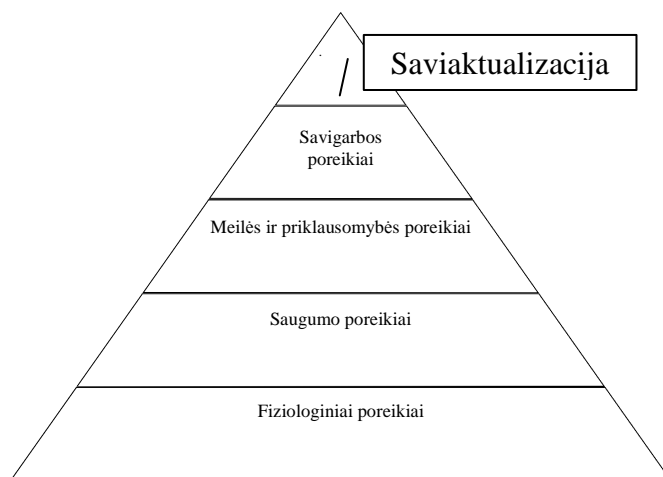 Saviaktualizacija
Savigarbos
poreikiai
Meilės ir priklausomybės poreikiai
Saugumo poreikiai
Fiziologiniai poreikiai